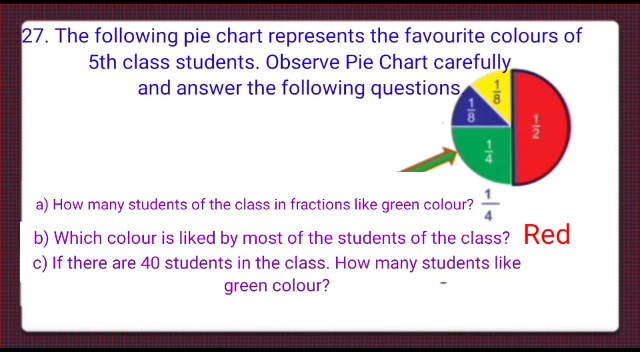 27. The following pie chart represents the favourite colours of
5th class students. Observe Pie Chart carefully
and answer the following questions.
1/8
1/8
1/2
1/4
a) How many students of the class in fractions like green colour? 1/4
b) Which colour is liked by most of the students of the class? Red
c) If there are 40 students in the class. How many students like
green colour?